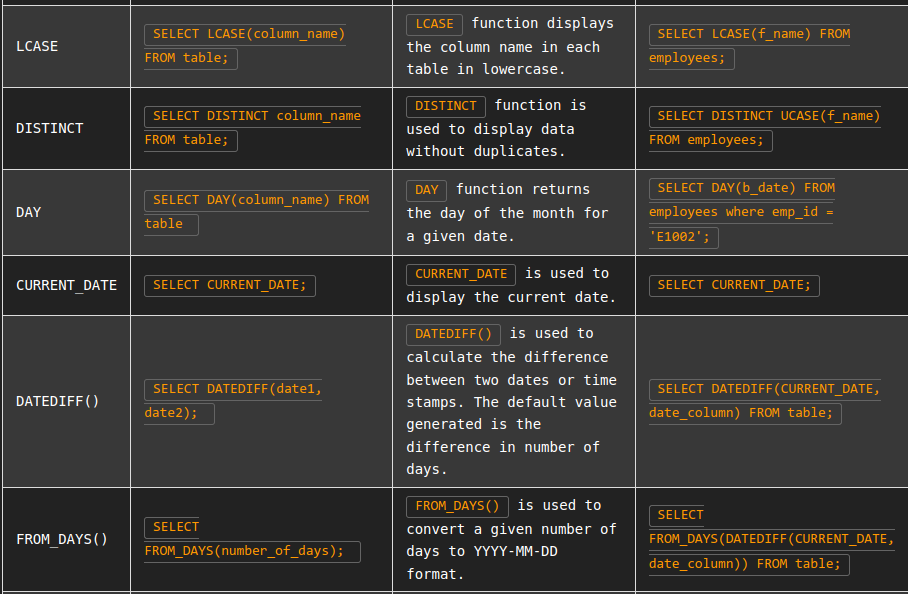 LCASE
SELECT LCASE(column_name)
FROM table;
LCASE function displays
the column name in each
table in lowercase.
SELECT LCASE(f_name) FROM
employees;
DISTINCT
SELECT DISTINCT column_name
FROM table;
DISTINCT function is
used to display data
without duplicates.
SELECT DISTINCT UCASE(f_name)
FROM employees;
DAY
SELECT DAY(column_name) FROM
table
DAY function returns
the day of the month for
a given date.
SELECT DAY(b_date) FROM
employees where emp_id =
'E1002';
CURRENT_DATE
SELECT CURRENT_DATE;
CURRENT_DATE is used to
display the current date.
SELECT CURRENT_DATE;
DATEDIFF()
SELECT DATEDIFF(date1,
date2);
DATEDIFF() is used to
calculate the difference
between two dates or time
stamps. The default value
generated is the
difference in number of
days.
SELECT DATEDIFF(CURRENT_DATE,
date_column) FROM table;
FROM_DAYS()
SELECT
FROM_DAYS(number_of_days);
FROM_DAYS() is used to
convert a given number of
days to YYYY-MM-DD
format.
SELECT
FROM_DAYS(DATEDIFF(CURRENT_DATE,
date_column)) FROM table;